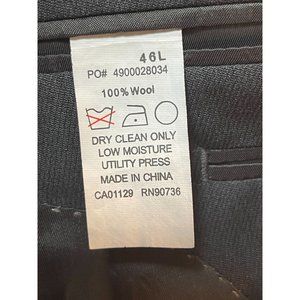 46L
PO# 4900028034
100% Wool
DRY CLEAN ONLY
LOW MOISTURE
UTILITY PRESS
MADE IN CHINA
CA01129 RN90736